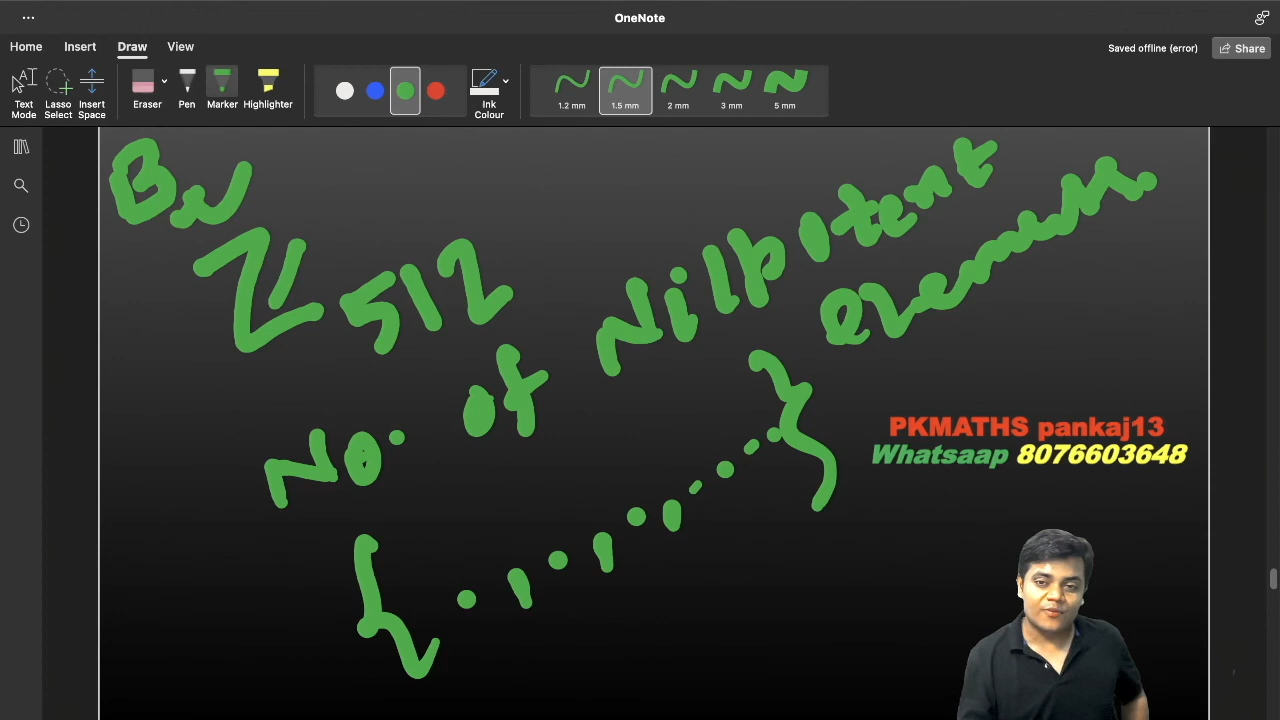 OneNote
Home Insert Draw View
Saved offline (error) Share
Text Mode
Lasso Select
Insert Space
Eraser
Pen
Marker
Highlighter
Ink Colour
1.2 mm
1.5 mm
2 mm
3 mm
5 mm
Z 512
No. of Nilpotent
elements.
{ . , . , . , . . . . }
PKMATHS pankaj13
Whatsaap 8076603648